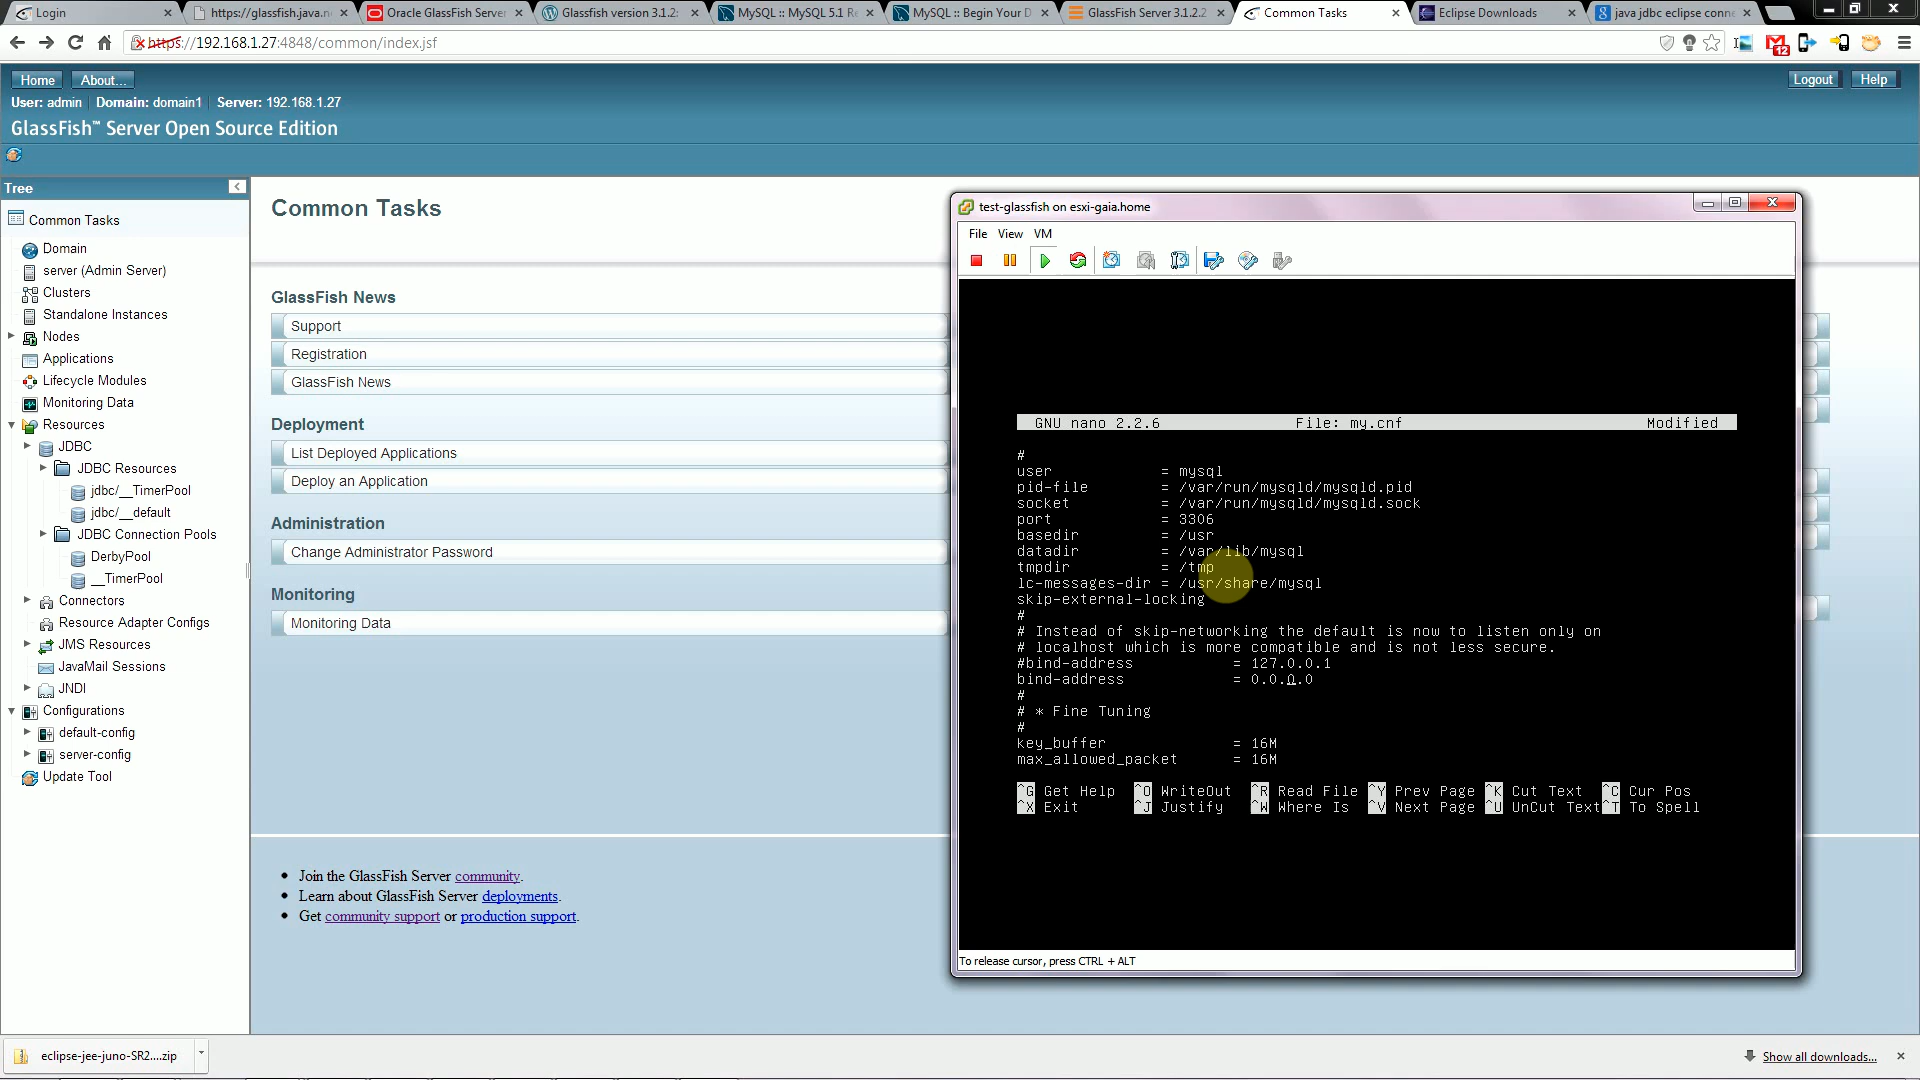 Login
https://glassfish.java.n
Oracle GlassFish Server
Glassfish version 3.1.2:
MySQL :: MySQL 5.1 Re
MySQL :: Begin Your D
GlassFish Server 3.1.2.2
Common Tasks
Eclipse Downloads
java jdbc eclipse conne
https://192.168.1.27:4848/common/index.jsf
12
Home
About...
Logout
Help
User: admin
Domain: domain1
Server: 192.168.1.27
GlassFish™ Server Open Source Edition
Tree
Common Tasks
Domain
server (Admin Server)
Clusters
Standalone Instances
Nodes
Applications
Lifecycle Modules
Monitoring Data
Resources
JDBC
JDBC Resources
jdbc/__TimerPool
jdbc/__default
JDBC Connection Pools
DerbyPool
__TimerPool
Connectors
Resource Adapter Configs
JMS Resources
JavaMail Sessions
JNDI
Configurations
default-config
server-config
Update Tool
Common Tasks
GlassFish News
Support
Registration
GlassFish News
Deployment
List Deployed Applications
Deploy an Application
Administration
Change Administrator Password
Monitoring
Monitoring Data
Join the GlassFish Server community.
Learn about GlassFish Server deployments.
Get community support or production support.
test-glassfish on esxi-gaia.home
File View VM
GNU nano 2.2.6 File: my.cnf Modified
#
user = mysql
pid-file = /var/run/mysqld/mysqld.pid
socket = /var/run/mysqld/mysqld.sock
port = 3306
basedir = /usr
datadir = /var/lib/mysql
tmpdir = /tmp
lc-messages-dir = /usr/share/mysql
skip-external-locking
#
# Instead of skip-networking the default is now to listen only on
# localhost which is more compatible and is not less secure.
#bind-address = 127.0.0.1
bind-address = 0.0.0.0
#
# * Fine Tuning
#
key_buffer = 16M
max_allowed_packet = 16M
^G Get Help ^O WriteOut ^R Read File ^Y Prev Page ^K Cut Text ^C Cur Pos
^X Exit ^J Justify ^W Where Is ^V Next Page ^U UnCut Text ^T To Spell
To release cursor, press CTRL + ALT
eclipse-jee-juno-SR2....zip
Show all downloads...